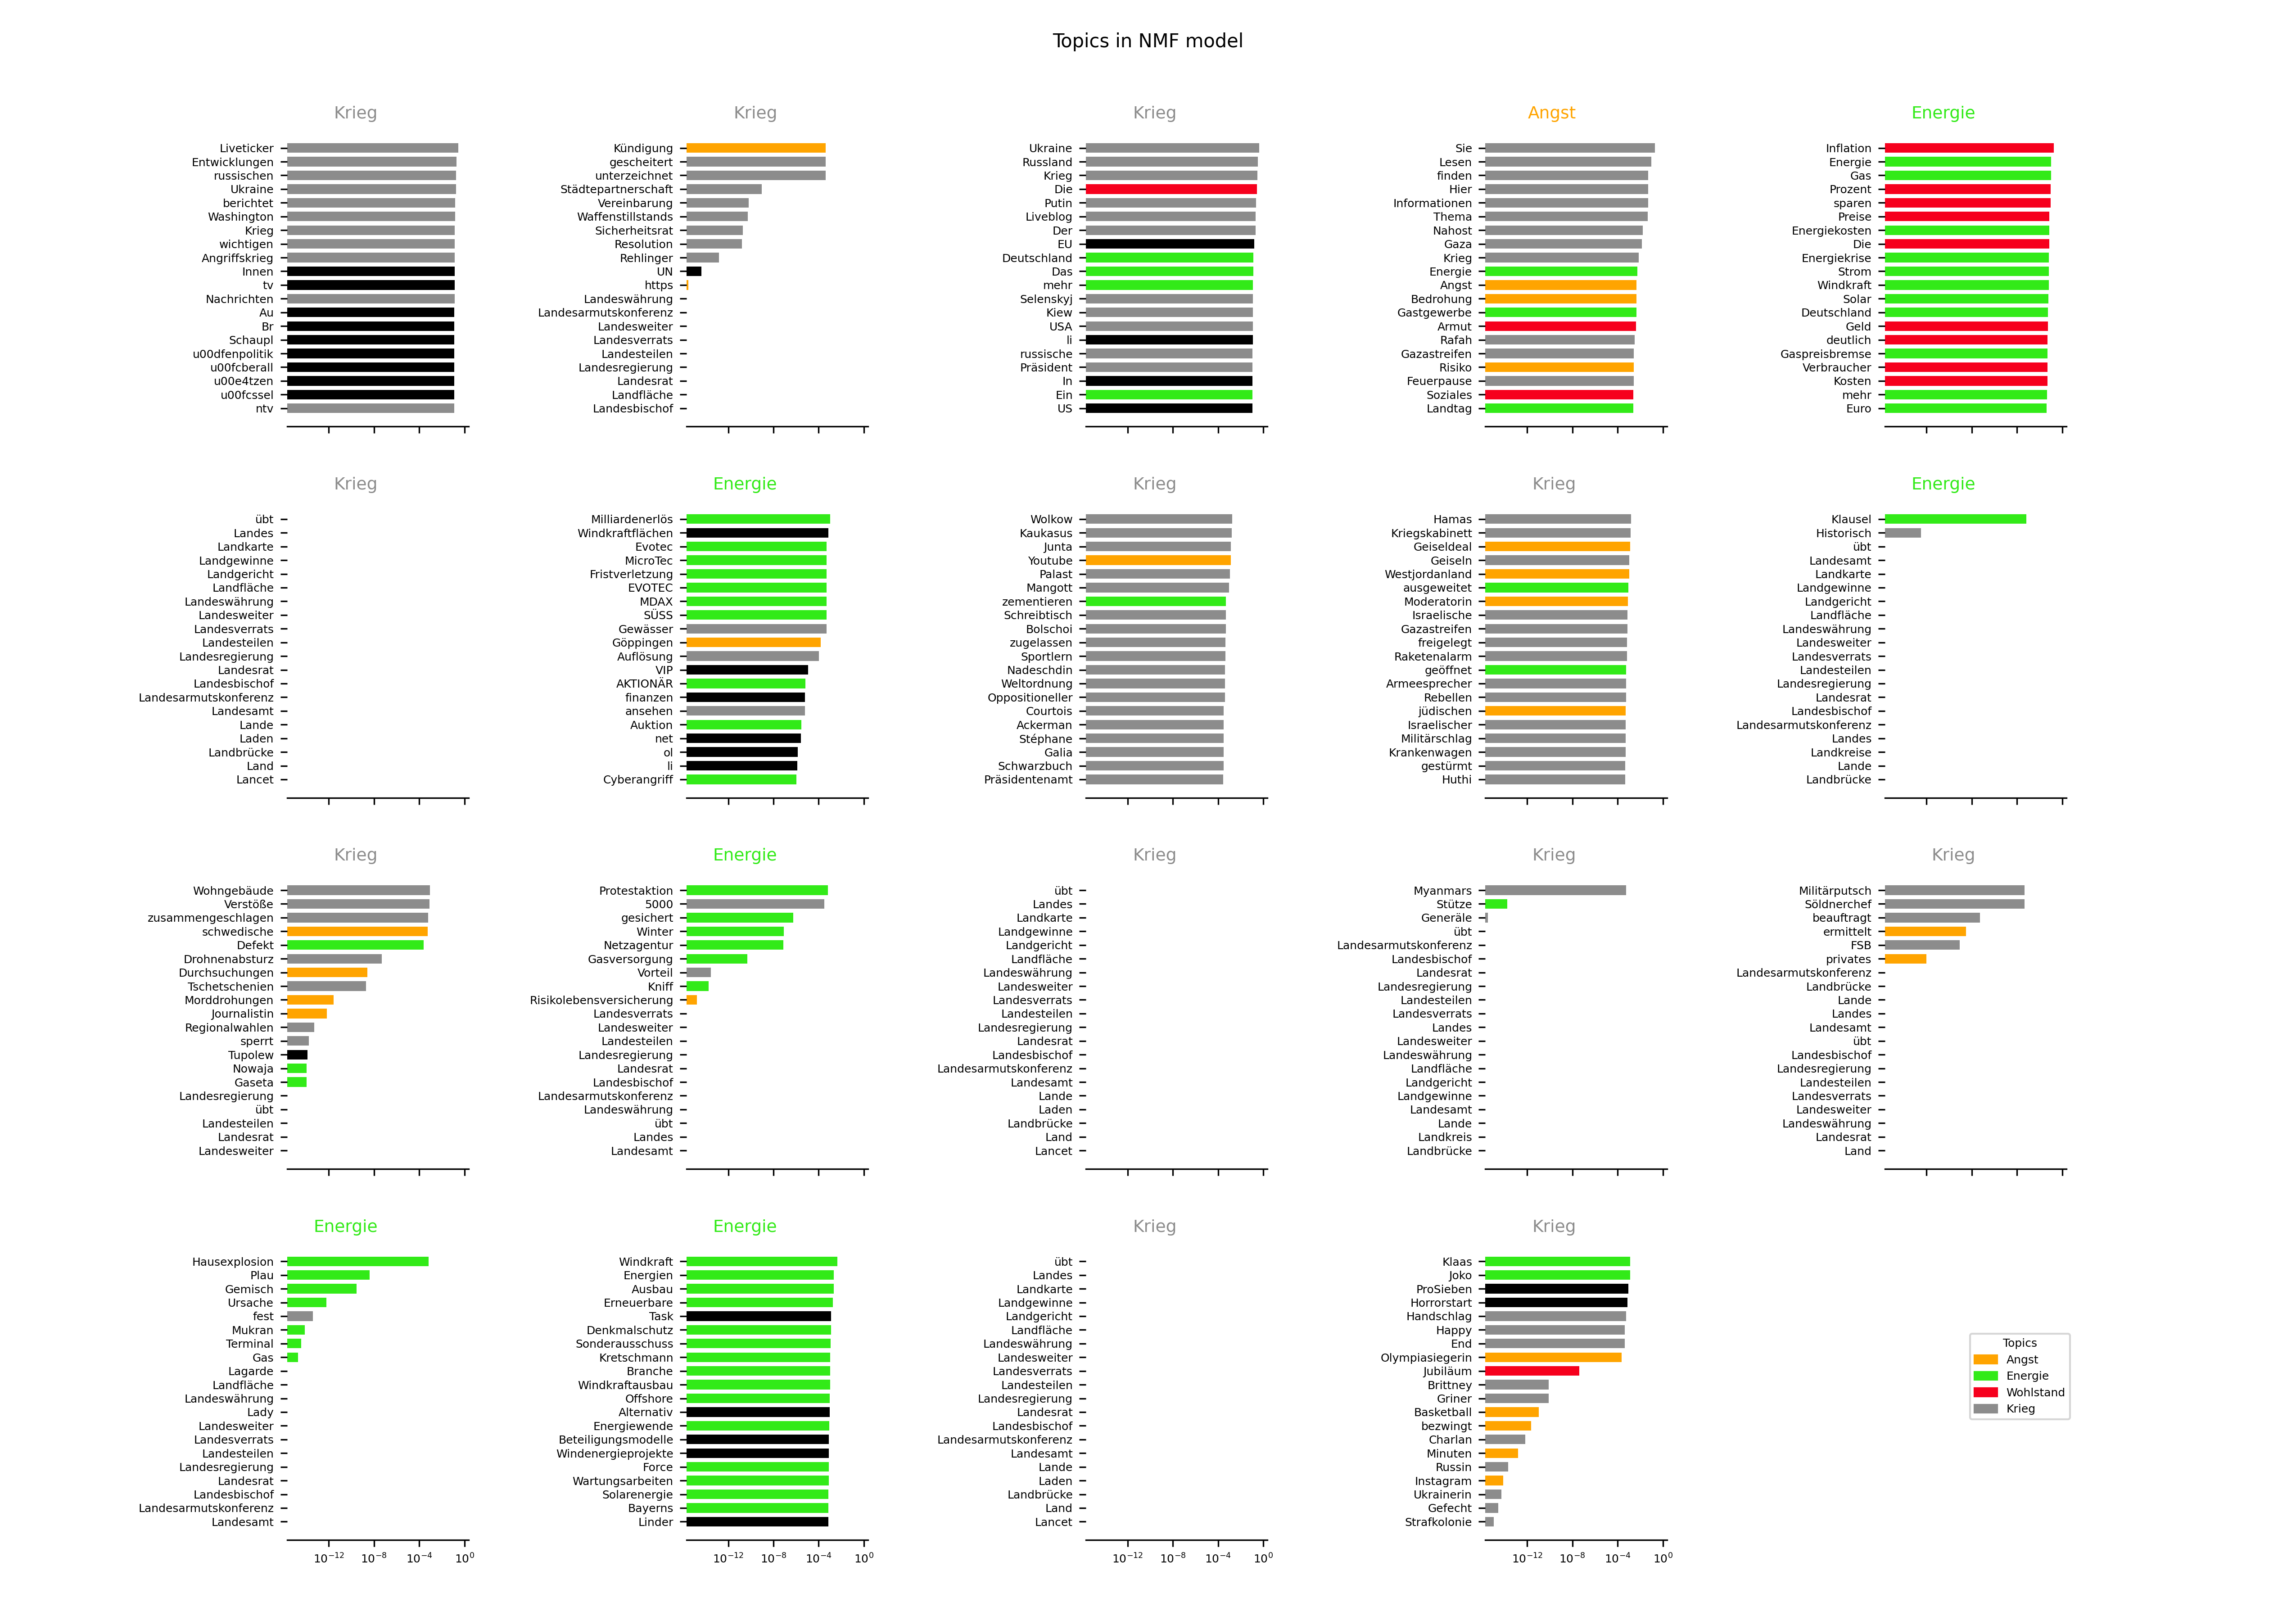 Topics in NMF model
Krieg
Liveticker
Entwicklungen
russischen
Ukraine
berichtet
Washington
Krieg
wichtigen
Angriffskrieg
Innen
tv
Nachrichten
Au
Br
Schaupl
u00dfenpolitik
u00fcberall
u00e4tzen
u00fcssel
ntv
Krieg
Kündigung
gescheitert
unterzeichnet
Städtepartnerschaft
Vereinbarung
Waffenstillstands
Sicherheitsrat
Resolution
Rehlinger
UN
https
Landeswährung
Landesarmutskonferenz
Landesweiter
Landesverrats
Landesteilen
Landesregierung
Landesrat
Landfläche
Landesbischof
Krieg
Ukraine
Russland
Krieg
Die
Putin
Liveblog
Der
EU
Deutschland
Das
mehr
Selenskyj
Kiew
USA
li
russische
Präsident
In
Ein
US
Angst
Sie
Lesen
finden
Hier
Informationen
Thema
Nahost
Gaza
Krieg
Energie
Angst
Bedrohung
Gastgewerbe
Armut
Rafah
Gazastreifen
Risiko
Feuerpause
Soziales
Landtag
Energie
Inflation
Energie
Gas
Prozent
sparen
Preise
Energiekosten
Die
Energiekrise
Strom
Windkraft
Solar
Deutschland
Geld
deutlich
Gaspreisbremse
Verbraucher
Kosten
mehr
Euro
Krieg
übt
Landes
Landkarte
Landgewinne
Landgericht
Landfläche
Landeswährung
Landesweiter
Landesverrats
Landesteilen
Landesregierung
Landesrat
Landesbischof
Landesarmutskonferenz
Landesamt
Lande
Laden
Landbrücke
Land
Lancet
Energie
Milliardenerlös
Windkraftflächen
Evotec
MicroTec
Fristverletzung
EVOTEC
MDAX
SÜSS
Gewässer
Göppingen
Auflösung
VIP
AKTIONÄR
finanzen
ansehen
Auktion
net
ol
li
Cyberangriff
Krieg
Wolkow
Kaukasus
Junta
Youtube
Palast
Mangott
zementieren
Schreibtisch
Bolschoi
zugelassen
Sportlern
Nadeschdin
Weltordnung
Oppositioneller
Courtois
Ackerman
Stéphane
Galia
Schwarzbuch
Präsidentenamt
Krieg
Hamas
Kriegskabinett
Geiseldeal
Geiseln
Westjordanland
ausgeweitet
Moderatorin
Israelische
Gazastreifen
freigelegt
Raketenalarm
geöffnet
Armeesprecher
Rebellen
jüdischen
Israelischer
Militärschlag
Krankenwagen
gestürmt
Huthi
Energie
Klausel
Historisch
übt
Landesamt
Landkarte
Landgewinne
Landgericht
Landfläche
Landeswährung
Landesweiter
Landesverrats
Landesteilen
Landesregierung
Landesrat
Landesbischof
Landesarmutskonferenz
Landes
Landkreise
Lande
Landbrücke
Krieg
Wohngebäude
Verstöße
zusammengeschlagen
schwedische
Defekt
Drohnenabsturz
Durchsuchungen
Tschetschenien
Morddrohungen
Journalistin
Regionalwahlen
sperrt
Tupolew
Nowaja
Gaseta
Landesregierung
übt
Landesteilen
Landesrat
Landesweiter
Energie
Protestaktion
5000
gesichert
Winter
Netzagentur
Gasversorgung
Vorteil
Kniff
Risikolebensversicherung
Landesverrats
Landesweiter
Landesteilen
Landesregierung
Landesrat
Landesbischof
Landesarmutskonferenz
Landeswährung
übt
Landes
Landesamt
Krieg
übt
Landes
Landkarte
Landgewinne
Landgericht
Landfläche
Landeswährung
Landesweiter
Landesverrats
Landesteilen
Landesregierung
Landesrat
Landesbischof
Landesarmutskonferenz
Landesamt
Lande
Laden
Landbrücke
Land
Lancet
Krieg
Myanmars
Stütze
Generäle
übt
Landesarmutskonferenz
Landesbischof
Landesrat
Landesregierung
Landesteilen
Landesverrats
Landes
Landesweiter
Landeswährung
Landfläche
Landgericht
Landgewinne
Landesamt
Lande
Landkreis
Landbrücke
Krieg
Militärputsch
Söldnerchef
beauftragt
ermittelt
FSB
privates
Landesarmutskonferenz
Landbrücke
Lande
Landes
Landesamt
übt
Landesbischof
Landesregierung
Landesteilen
Landesverrats
Landesweiter
Landeswährung
Landesrat
Land
Energie
Hausexplosion
Plau
Gemisch
Ursache
fest
Mukran
Terminal
Gas
Lagarde
Landfläche
Landeswährung
Lady
Landesweiter
Landesverrats
Landesteilen
Landesregierung
Landesrat
Landesbischof
Landesarmutskonferenz
Landesamt
10⁻¹² 10⁻⁸ 10⁻⁴ 10⁰
Energie
Windkraft
Energien
Ausbau
Erneuerbare
Task
Denkmalschutz
Sonderausschuss
Kretschmann
Branche
Windkraftausbau
Offshore
Alternativ
Energiewende
Beteiligungsmodelle
Windenergieprojekte
Force
Wartungsarbeiten
Solarenergie
Bayerns
Linder
10⁻¹² 10⁻⁸ 10⁻⁴ 10⁰
Krieg
übt
Landes
Landkarte
Landgewinne
Landgericht
Landfläche
Landeswährung
Landesweiter
Landesverrats
Landesteilen
Landesregierung
Landesrat
Landesbischof
Landesarmutskonferenz
Landesamt
Lande
Laden
Landbrücke
Land
Lancet
10⁻¹² 10⁻⁸ 10⁻⁴ 10⁰
Krieg
Klaas
Joko
ProSieben
Horrorstart
Handschlag
Happy
End
Olympiasiegerin
Jubiläum
Brittney
Griner
Basketball
bezwingt
Charlan
Minuten
Russin
Instagram
Ukrainerin
Gefecht
Strafkolonie
10⁻¹² 10⁻⁸ 10⁻⁴ 10⁰
Topics
Angst
Energie
Wohlstand
Krieg